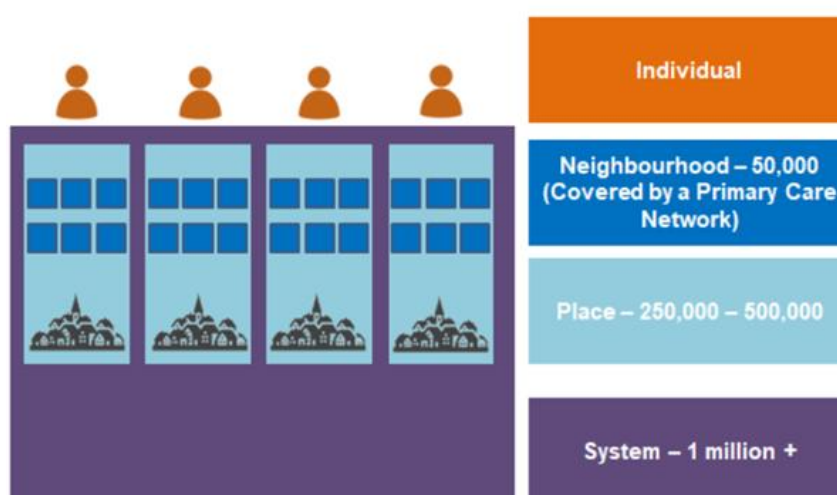 Individual
Neighbourhood – 50,000
(Covered by a Primary Care
Network)
Place – 250,000 – 500,000
System – 1 million +